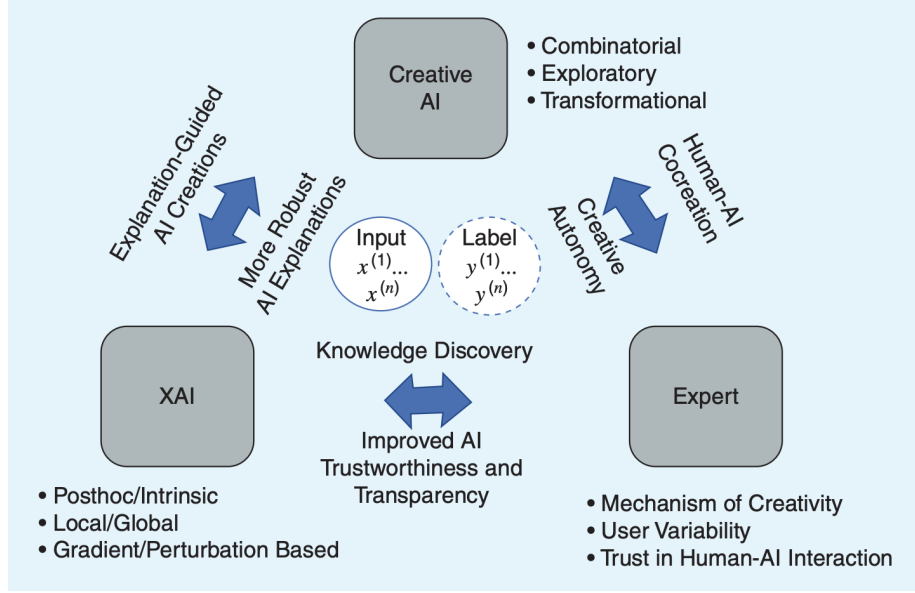 Creative
AI
• Combinatorial
• Exploratory
• Transformational
Explanation-Guided
AI Creations
More Robust
AI Explanations
Input
x⁽¹⁾...
x⁽ⁿ⁾
Label
y⁽¹⁾...
y⁽ⁿ⁾
Human-AI
Cocreation
Creative
Autonomy
Knowledge Discovery
Improved AI
Trustworthiness and
Transparency
XAI
• Posthoc/Intrinsic
• Local/Global
• Gradient/Perturbation Based
Expert
• Mechanism of Creativity
• User Variability
• Trust in Human-AI Interaction